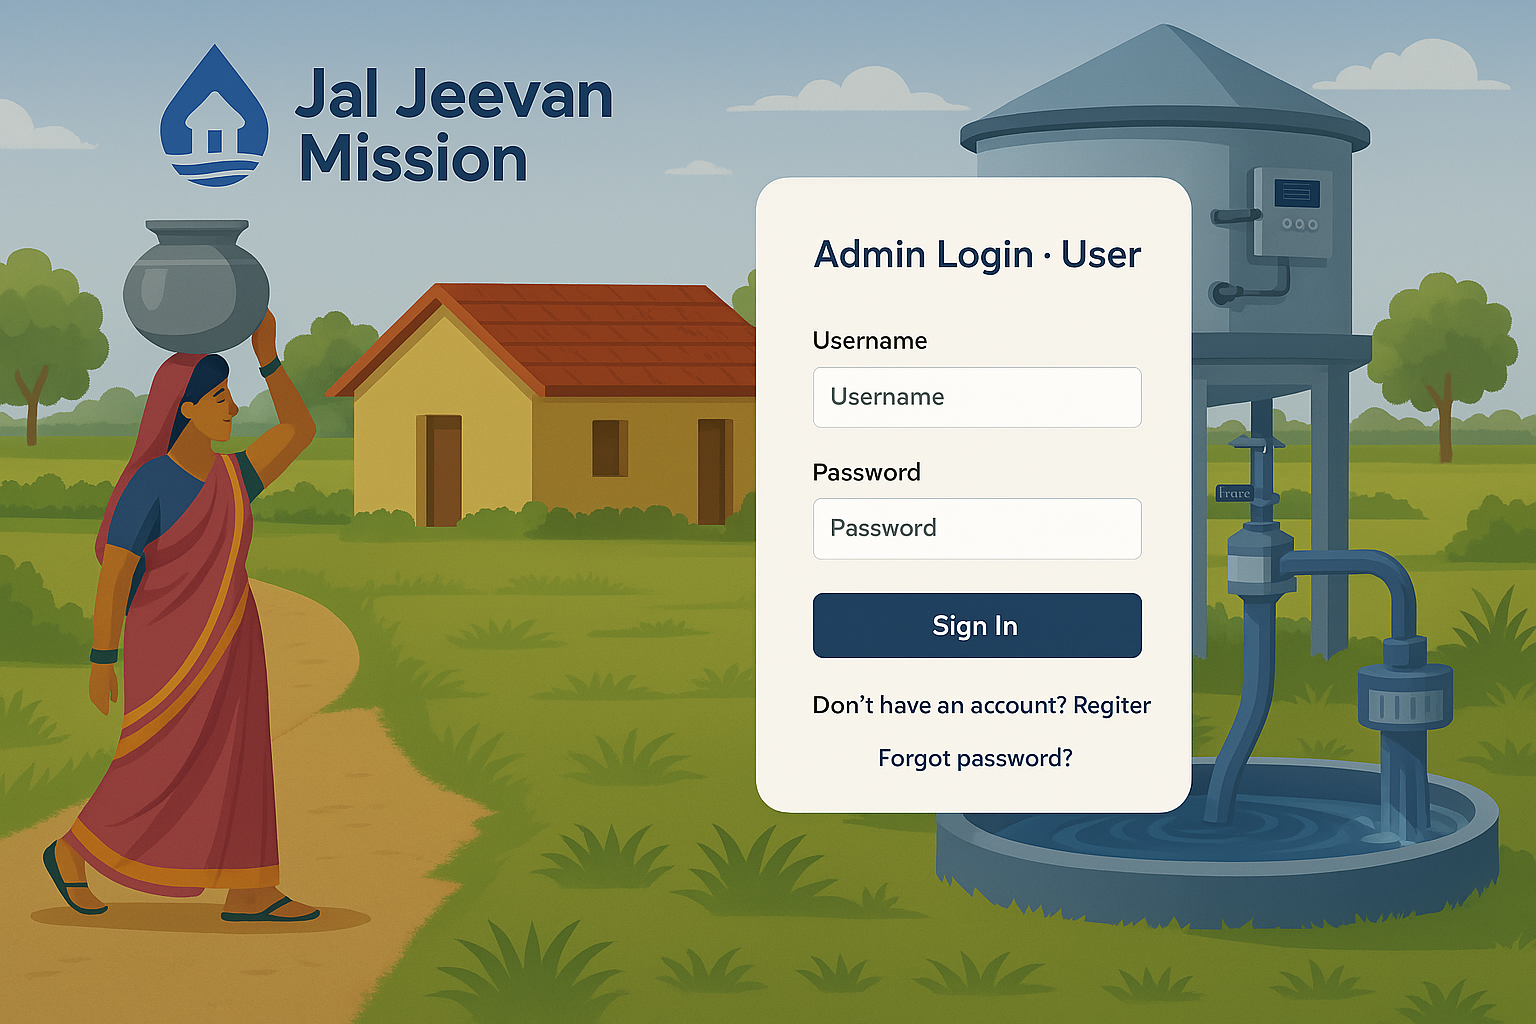 Jal Jeevan
Mission
Admin Login · User
Username
Username
Password
Password
Sign In
Don't have an account? Regiter
Forgot password?
frare